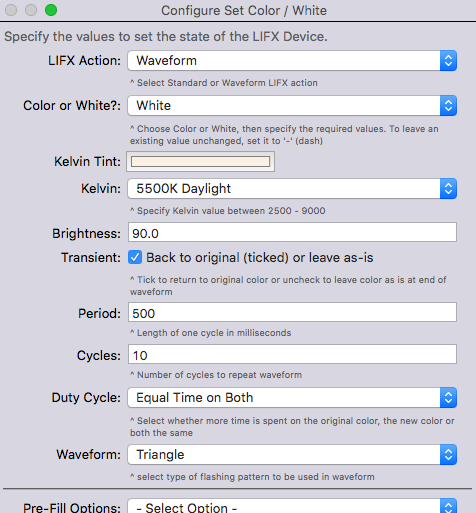 Configure Set Color / White
Specify the values to set the state of the LIFX Device.
LIFX Action: Waveform
^ Select Standard or Waveform LIFX action
Color or White?: White
^ Choose Color or White, then specify the required values. To leave an
existing value unchanged, set it to '-' (dash)
Kelvin Tint:
Kelvin: 5500K Daylight
^ Specify Kelvin value between 2500 - 9000
Brightness: 90.0
Transient: Back to original (ticked) or leave as-is
^ Tick to return to original color or uncheck to leave color as is at end of
waveform
Period: 500
^ Length of one cycle in milliseconds
Cycles: 10
^ Number of cycles to repeat waveform
Duty Cycle: Equal Time on Both
^ Select whether more time is spent on the original color, the new color or
both the same
Waveform: Triangle
^ select type of flashing pattern to be used in waveform
Pre-Fill Options: - Select Option -